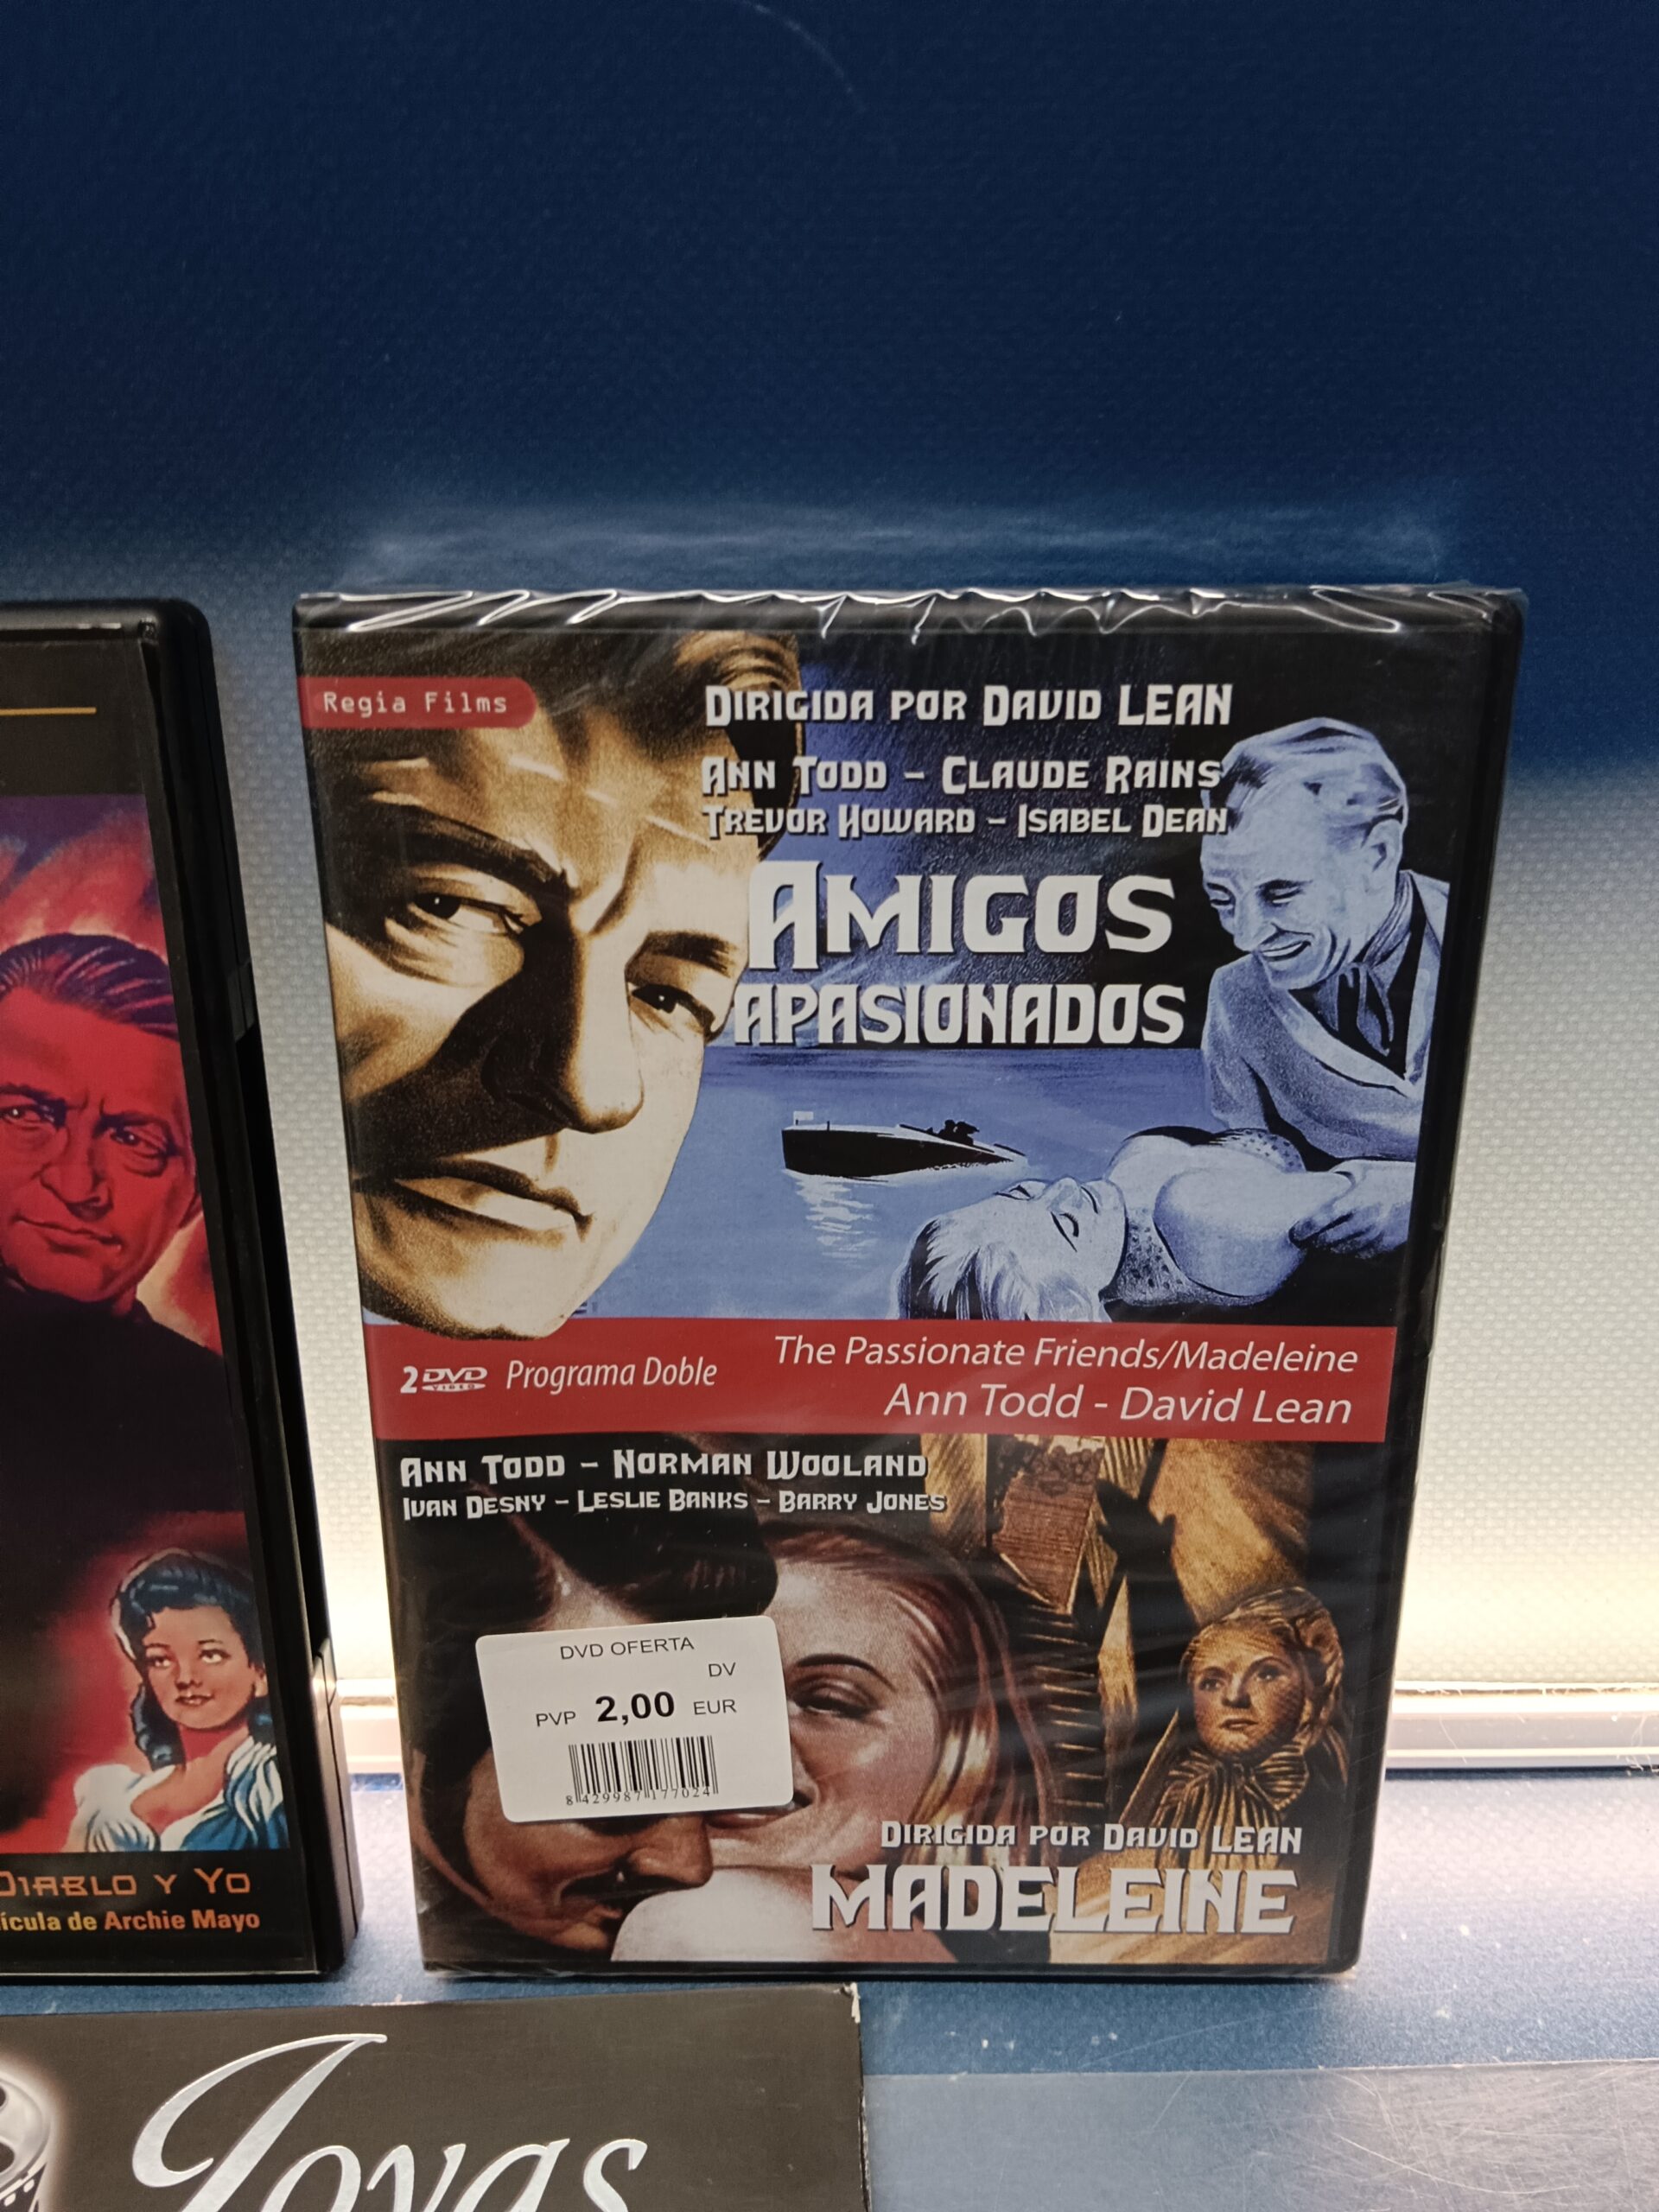 Regia Films
DIRIGIDA POR DAVID LEAN
ANN TODD – CLAUDE RAINS
TREVOR HOWARD – ISABEL DEAN
AMIGOS
APASIONADOS
2 DVD VIDEO Programa Doble
The Passionate Friends/Madeleine
Ann Todd - David Lean
ANN TODD – NORMAN WOOLAND
IVAN DESNY – LESLIE BANKS – BARRY JONES
DVD OFERTA
DV
PVP 2,00 EUR
8429987177024
DIRIGIDA POR DAVID LEAN
MADELEINE
DIABLO Y YO
ícula de Archie Mayo
Joyas